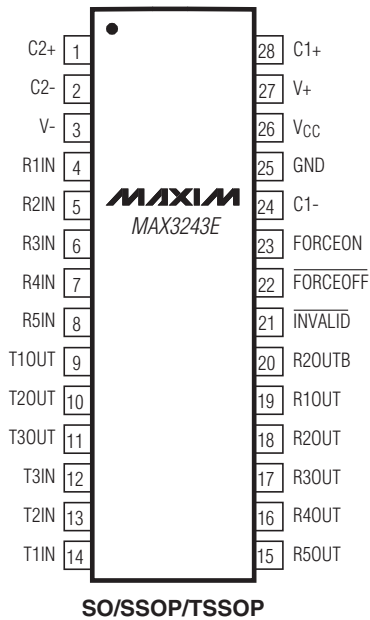 C2+ 1 28 C1+
C2- 2 27 V+
V- 3 26 VCC
R1IN 4 25 GND
R2IN 5 MAXIM 24 C1-
MAX3243E
R3IN 6 23 FORCEON
R4IN 7 22 FORCEOFF
R5IN 8 21 INVALID
T1OUT 9 20 R2OUTB
T2OUT 10 19 R1OUT
T3OUT 11 18 R2OUT
T3IN 12 17 R3OUT
T2IN 13 16 R4OUT
T1IN 14 15 R5OUT
SO/SSOP/TSSOP